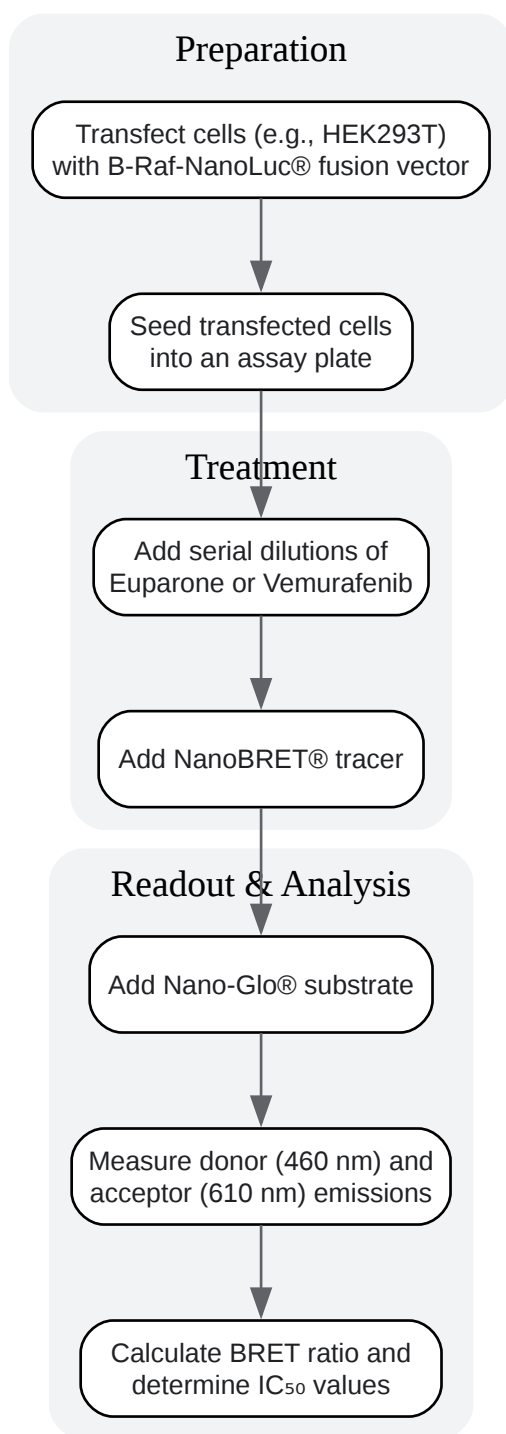 Preparation
Transfect cells (e.g., HEK293T)
with B-Raf-NanoLuc® fusion vector
Seed transfected cells
into an assay plate
Treatment
Add serial dilutions of
Euparone or Vemurafenib
Add NanoBRET® tracer
Readout & Analysis
Add Nano-Glo® substrate
Measure donor (460 nm) and
acceptor (610 nm) emissions
Calculate BRET ratio and
determine IC₅₀ values